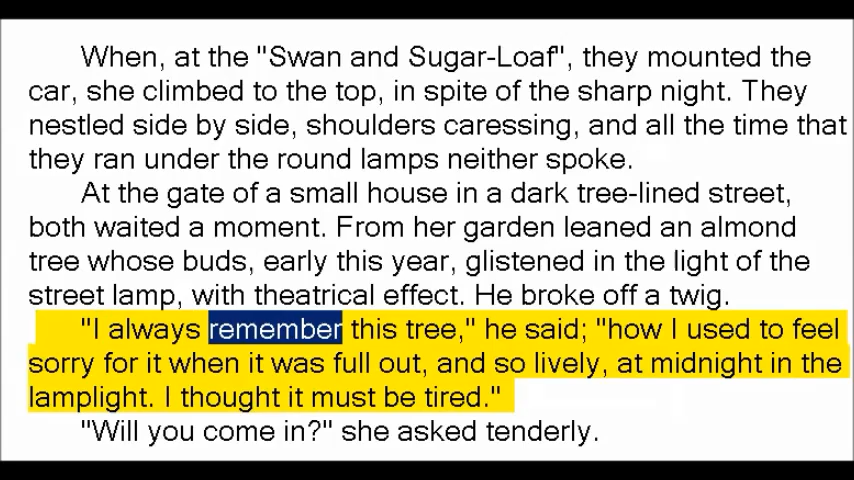 When, at the "Swan and Sugar-Loaf", they mounted the
car, she climbed to the top, in spite of the sharp night. They
nestled side by side, shoulders caressing, and all the time that
they ran under the round lamps neither spoke.
At the gate of a small house in a dark tree-lined street,
both waited a moment. From her garden leaned an almond
tree whose buds, early this year, glistened in the light of the
street lamp, with theatrical effect. He broke off a twig.
"I always remember this tree," he said; "how I used to feel
sorry for it when it was full out, and so lively, at midnight in the
lamplight. I thought it must be tired."
"Will you come in?" she asked tenderly.